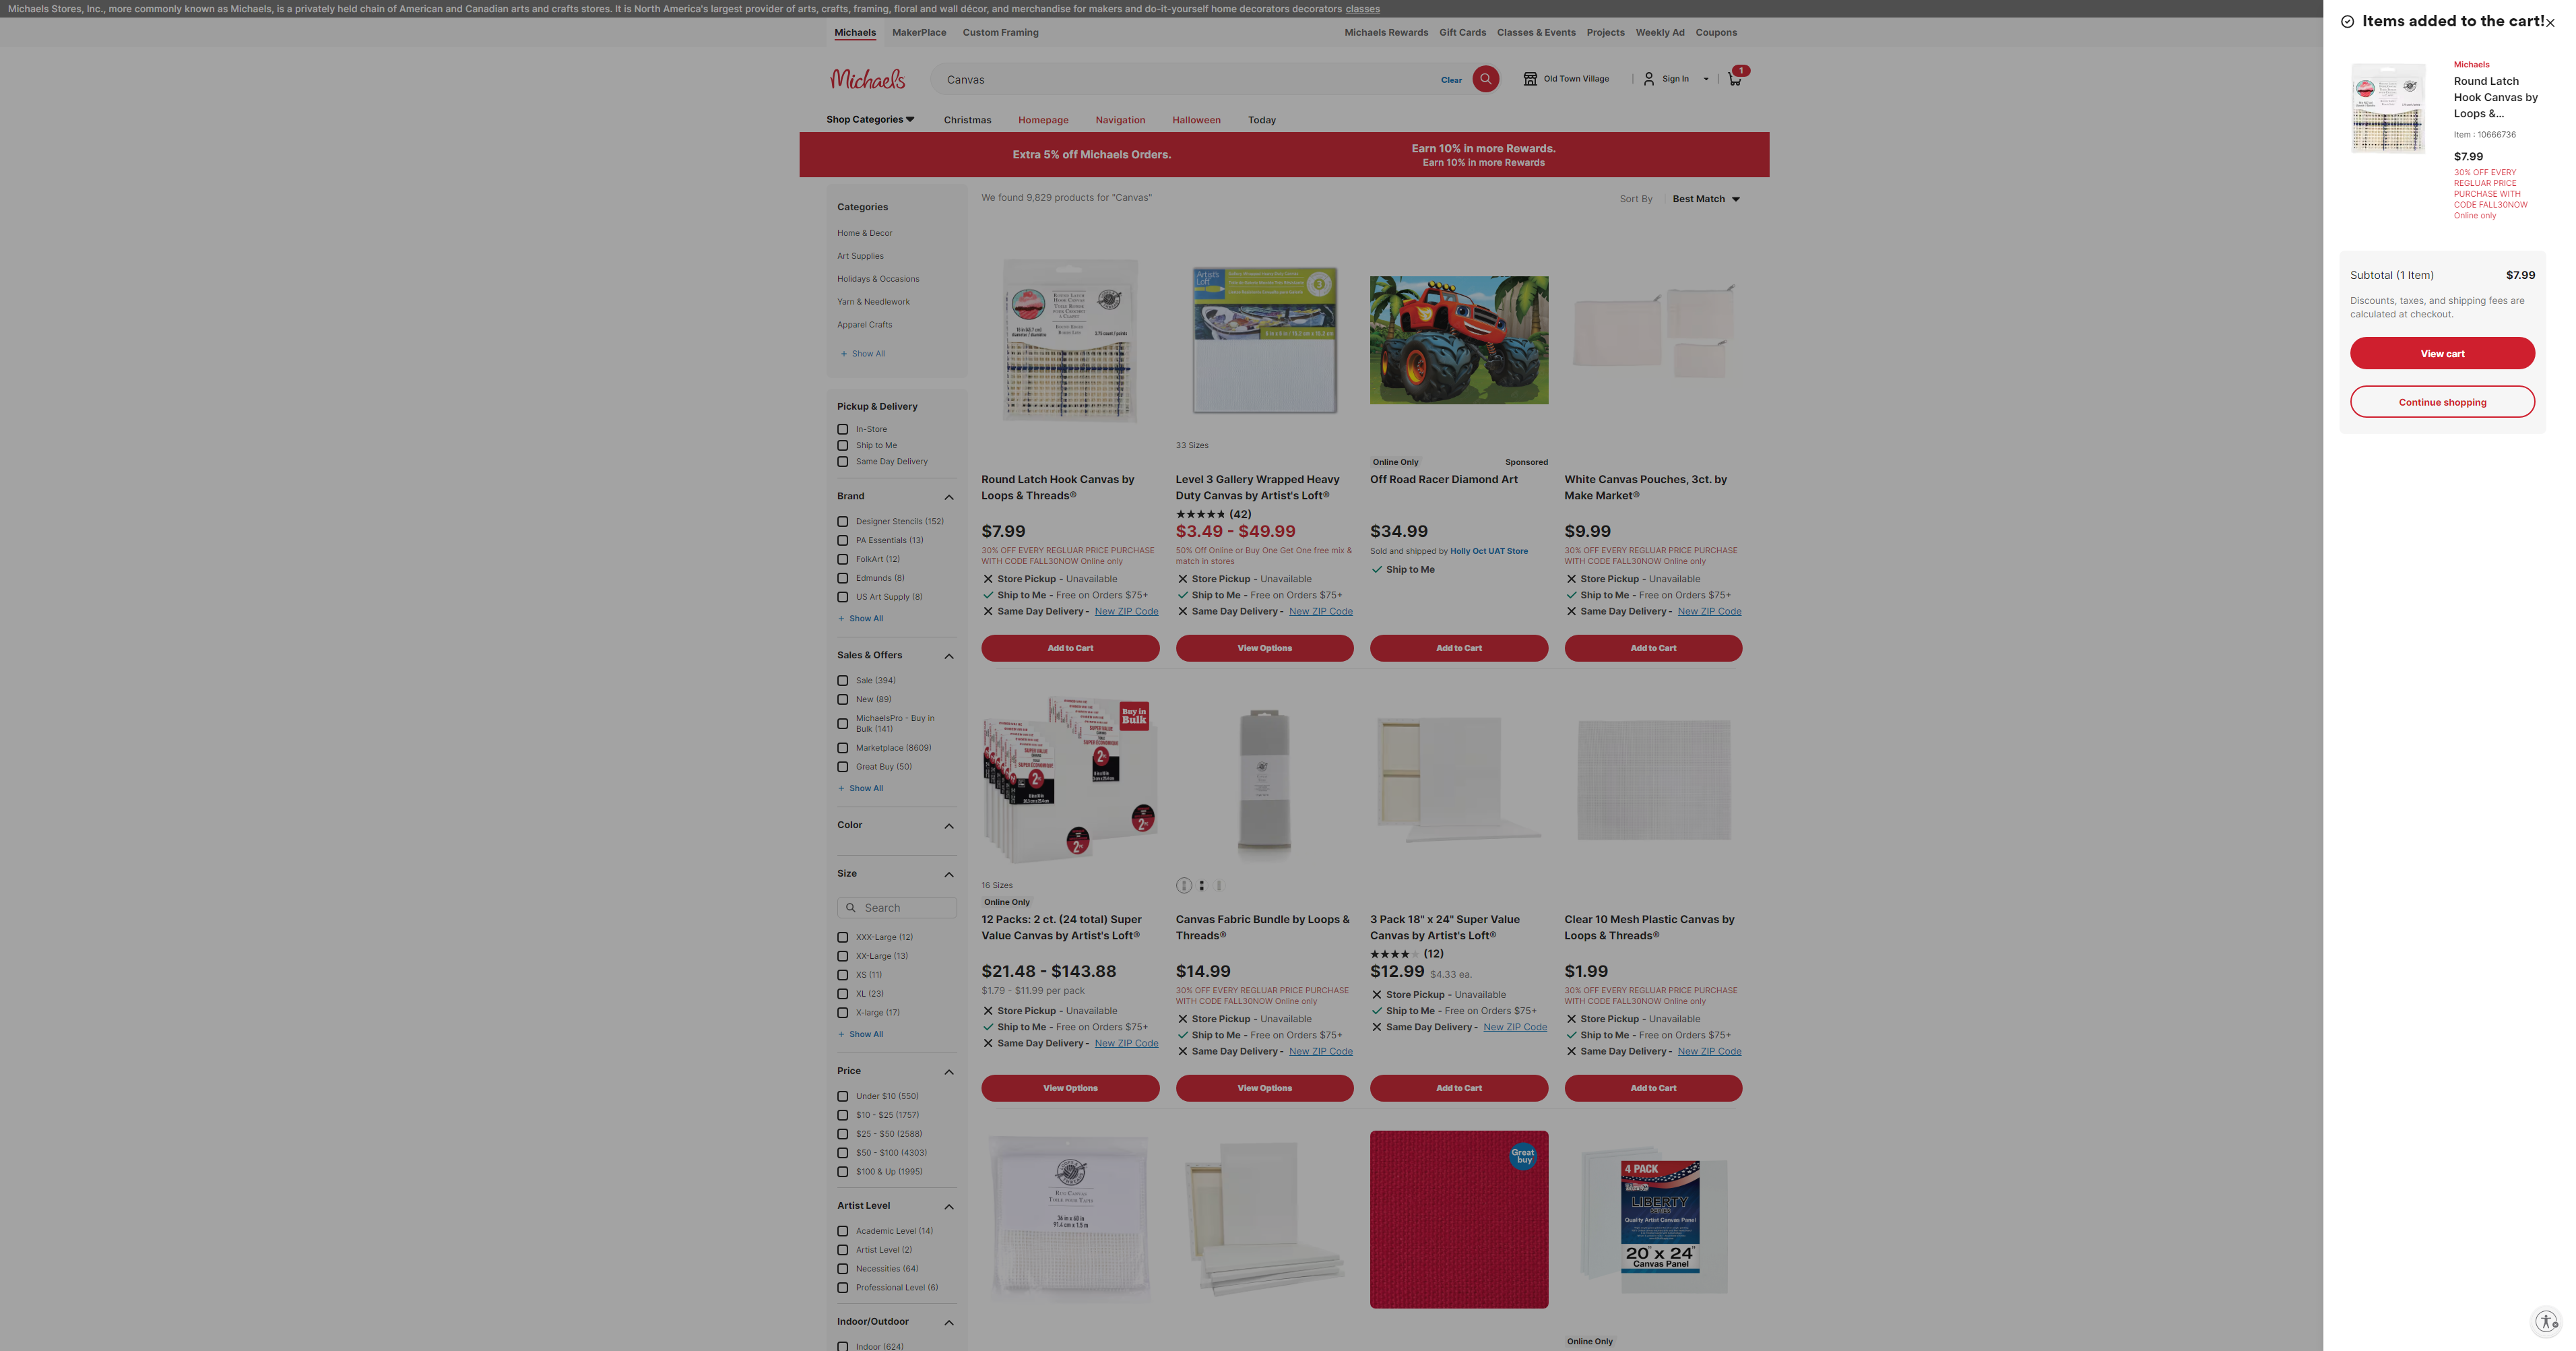 Michaels Stores, Inc., more commonly known as Michaels, is a privately held chain of American and Canadian arts and crafts stores. It is North America's largest provider of arts, crafts, framing, floral and wall décor, and merchandise for makers and do-it-yourself home decorators decorators classes
Michaels MakerPlace Custom Framing
Michaels Rewards Gift Cards Classes & Events Projects Weekly Ad Coupons
Michaels
Canvas
Clear
Old Town Village
Sign In
1
Shop Categories Christmas Homepage Navigation Halloween Today
Extra 5% off Michaels Orders.
Earn 10% in more Rewards.
Earn 10% in more Rewards
Categories
Home & Decor
Art Supplies
Holidays & Occasions
Yarn & Needlework
Apparel Crafts
+ Show All
Pickup & Delivery
In-Store
Ship to Me
Same Day Delivery
Brand
Designer Stencils (152)
PA Essentials (13)
FolkArt (12)
Edmunds (8)
US Art Supply (8)
+ Show All
Sales & Offers
Sale (394)
New (89)
MichaelsPro - Buy in
Bulk (141)
Marketplace (8609)
Great Buy (50)
+ Show All
Color
Size
Search
XXX-Large (12)
XX-Large (13)
XS (11)
XL (23)
X-large (17)
+ Show All
Price
Under $10 (550)
$10 - $25 (1757)
$25 - $50 (2588)
$50 - $100 (4303)
$100 & Up (1995)
Artist Level
Academic Level (14)
Artist Level (2)
Necessities (64)
Professional Level (6)
Indoor/Outdoor
Indoor (624)
We found 9,829 products for "Canvas"
Sort By Best Match
Round Latch Hook Canvas by
Loops & Threads®
$7.99
30% OFF EVERY REGLUAR PRICE PURCHASE
WITH CODE FALL30NOW Online only
Store Pickup - Unavailable
Ship to Me - Free on Orders $75+
Same Day Delivery - New ZIP Code
Add to Cart
Artist's
Loft
3
33 Sizes
Level 3 Gallery Wrapped Heavy
Duty Canvas by Artist's Loft®
(42)
$3.49 - $49.99
50% Off Online or Buy One Get One free mix &
match in stores
Store Pickup - Unavailable
Ship to Me - Free on Orders $75+
Same Day Delivery - New ZIP Code
View Options
Online Only Sponsored
Off Road Racer Diamond Art
$34.99
Sold and shipped by Holly Oct UAT Store
Ship to Me
Add to Cart
White Canvas Pouches, 3ct. by
Make Market®
$9.99
30% OFF EVERY REGLUAR PRICE PURCHASE
WITH CODE FALL30NOW Online only
Store Pickup - Unavailable
Ship to Me - Free on Orders $75+
Same Day Delivery - New ZIP Code
Add to Cart
Buy in
Bulk
16 Sizes
Online Only
12 Packs: 2 ct. (24 total) Super
Value Canvas by Artist's Loft®
$21.48 - $143.88
$1.79 - $11.99 per pack
Store Pickup - Unavailable
Ship to Me - Free on Orders $75+
Same Day Delivery - New ZIP Code
View Options
Canvas Fabric Bundle by Loops &
Threads®
$14.99
30% OFF EVERY REGLUAR PRICE PURCHASE
WITH CODE FALL30NOW Online only
Store Pickup - Unavailable
Ship to Me - Free on Orders $75+
Same Day Delivery - New ZIP Code
View Options
3 Pack 18" x 24" Super Value
Canvas by Artist's Loft®
(12)
$12.99 $4.33 ea.
Store Pickup - Unavailable
Ship to Me - Free on Orders $75+
Same Day Delivery - New ZIP Code
Add to Cart
Clear 10 Mesh Plastic Canvas by
Loops & Threads®
$1.99
30% OFF EVERY REGLUAR PRICE PURCHASE
WITH CODE FALL30NOW Online only
Store Pickup - Unavailable
Ship to Me - Free on Orders $75+
Same Day Delivery - New ZIP Code
Add to Cart
Rug Canvas
36 in x 60 in
91.4 cm x 1.5 m
Great
buy
4 PACK
LIBERTY
SERIES
Quality Artist Canvas Panel
20" x 24"
Canvas Panel
Online Only
Items added to the cart!
Michaels
Round Latch
Hook Canvas by
Loops &...
Item : 10666736
$7.99
30% OFF EVERY
REGLUAR PRICE
PURCHASE WITH
CODE FALL30NOW
Online only
Subtotal (1 Item) $7.99
Discounts, taxes, and shipping fees are
calculated at checkout.
View cart
Continue shopping